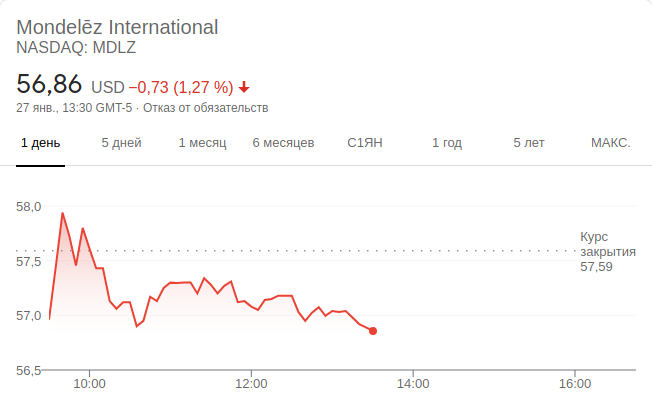 Mondelēz International
NASDAQ: MDLZ
56,86 USD −0,73 (1,27 %)
27 янв., 13:30 GMT-5 · Отказ от обязательств
1 день 5 дней 1 месяц 6 месяцев С1ЯН 1 год 5 лет МАКС.
58,0
Курс
закрытия
57,5
57,59
57,0
56,5
10:00 12:00 14:00 16:00